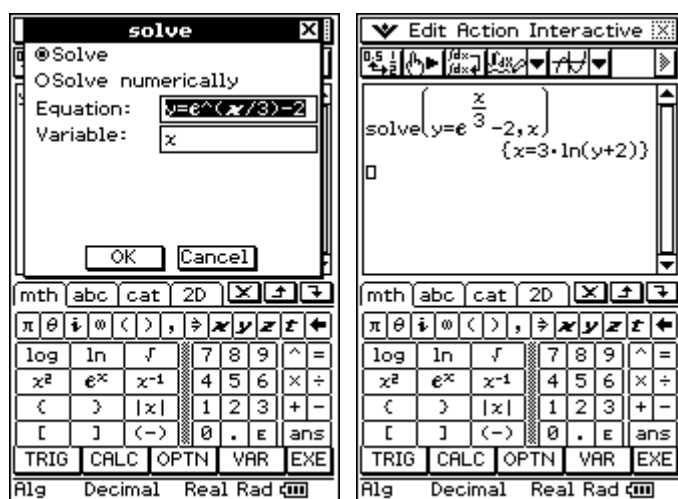 solve
Solve
Solve numerically
Equation: y=e^(x/3)-2
Variable: x
OK Cancel
mth abc cat 2D
π θ i ∞ ( ) , ⇒ x y z t ←
log ln √ 7 8 9 ^ =
x² eˣ x⁻¹ 4 5 6 × ÷
( ) |x| 1 2 3 + −
[ ] (−) 0 . E ans
TRIG CALC OPTN VAR EXE
Alg Decimal Real Rad
Edit Action Interactive
solve(y=e^(x/3)-2,x)
{x=3·ln(y+2)}
mth abc cat 2D
π θ i ∞ ( ) , ⇒ x y z t ←
log ln √ 7 8 9 ^ =
x² eˣ x⁻¹ 4 5 6 × ÷
( ) |x| 1 2 3 + −
[ ] (−) 0 . E ans
TRIG CALC OPTN VAR EXE
Alg Decimal Real Rad